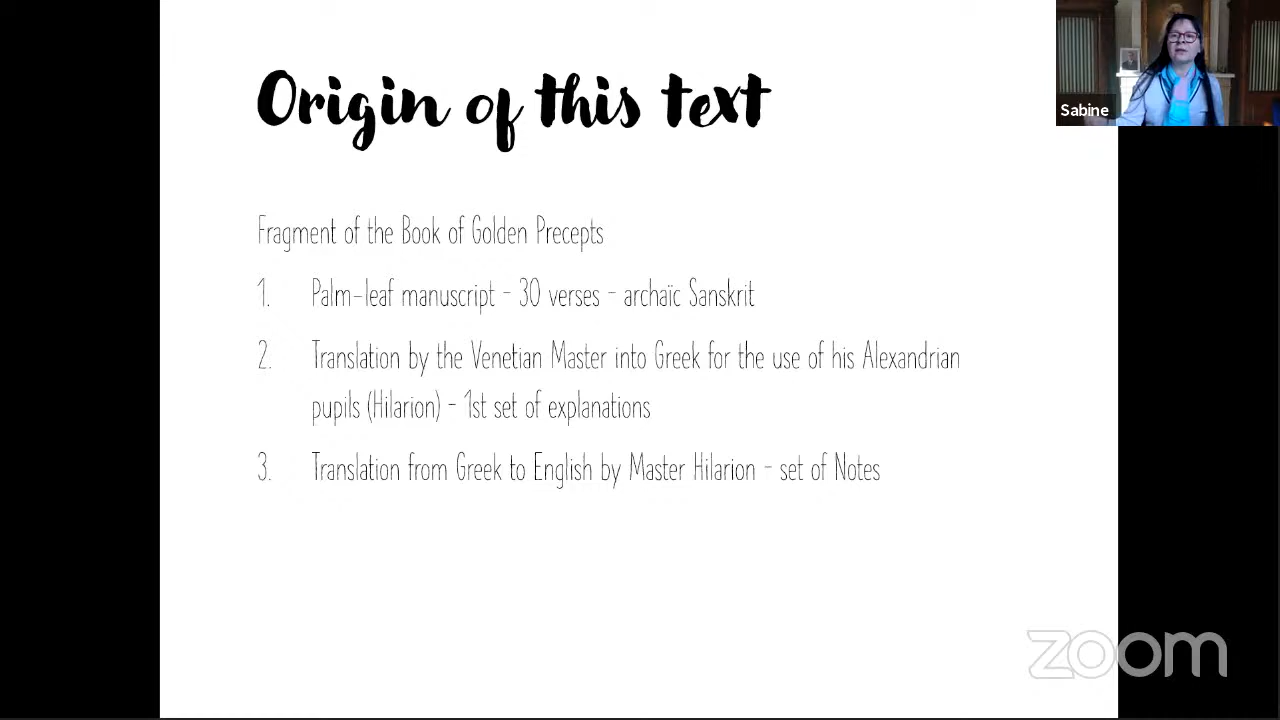 Origin of this text
Sabine
Fragment of the Book of Golden Precepts
1. Palm-leaf manuscript - 30 verses - archaïc Sanskrit
2. Translation by the Venetian Master into Greek for the use of his Alexandrian
pupils (Hilarion) - 1st set of explanations
3. Translation from Greek to English by Master Hilarion - set of Notes
zoom